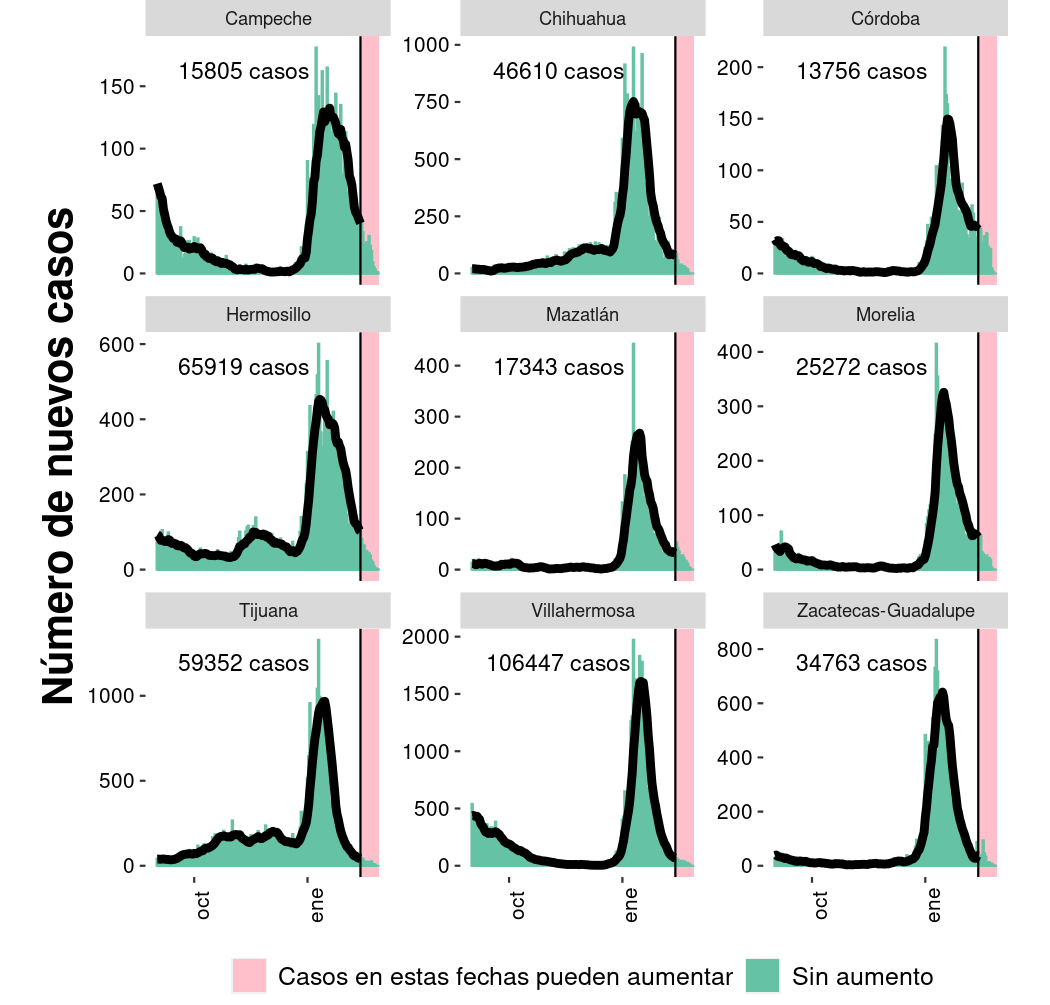 Número de nuevos casos
Campeche
Chihuahua
Córdoba
15805 casos
46610 casos
13756 casos
150
100
50
0
1000
750
500
250
0
200
150
100
50
0
Hermosillo
Mazatlán
Morelia
65919 casos
17343 casos
25272 casos
600
400
200
0
400
300
200
100
0
400
300
200
100
0
Tijuana
Villahermosa
Zacatecas-Guadalupe
59352 casos
106447 casos
34763 casos
1000
500
0
2000
1500
1000
500
0
800
600
400
200
0
oct
ene
oct
ene
oct
ene
Casos en estas fechas pueden aumentar
Sin aumento